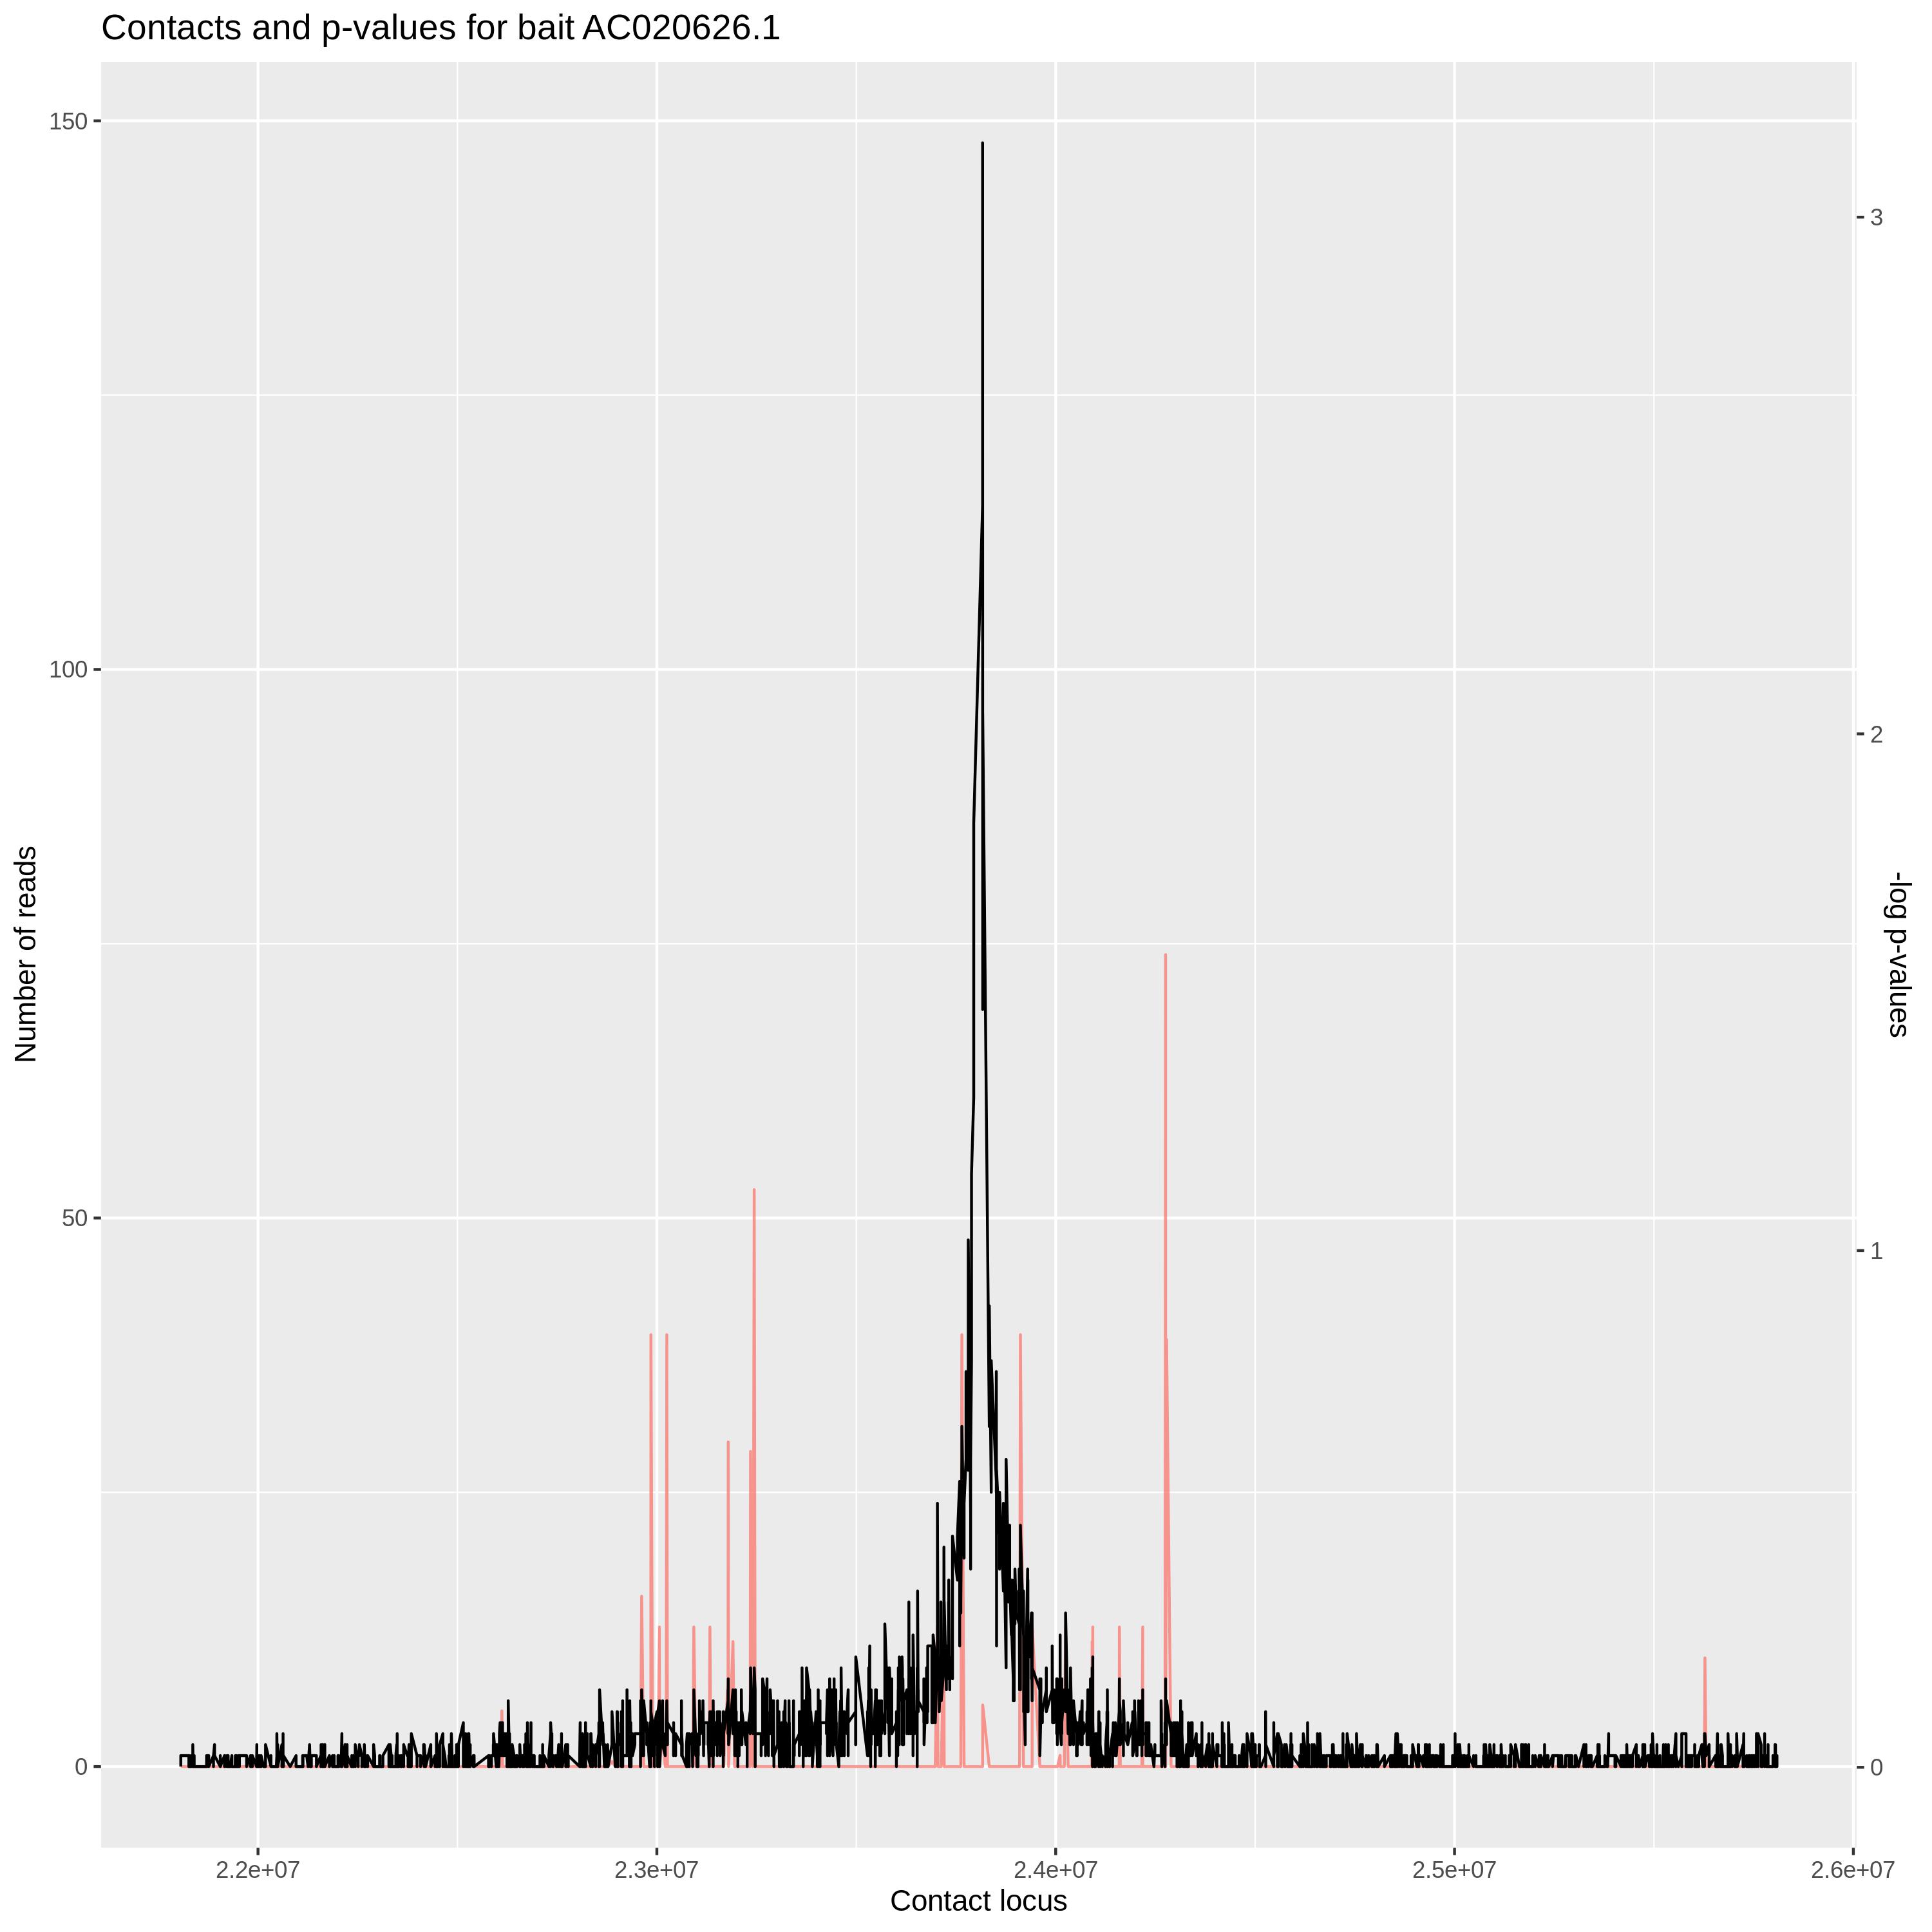 Contacts and p-values for bait AC020626.1
150
100
50
0
Number of reads
3
2
1
0
-log p-values
2.2e+07
2.3e+07
2.4e+07
2.5e+07
2.6e+07
Contact locus